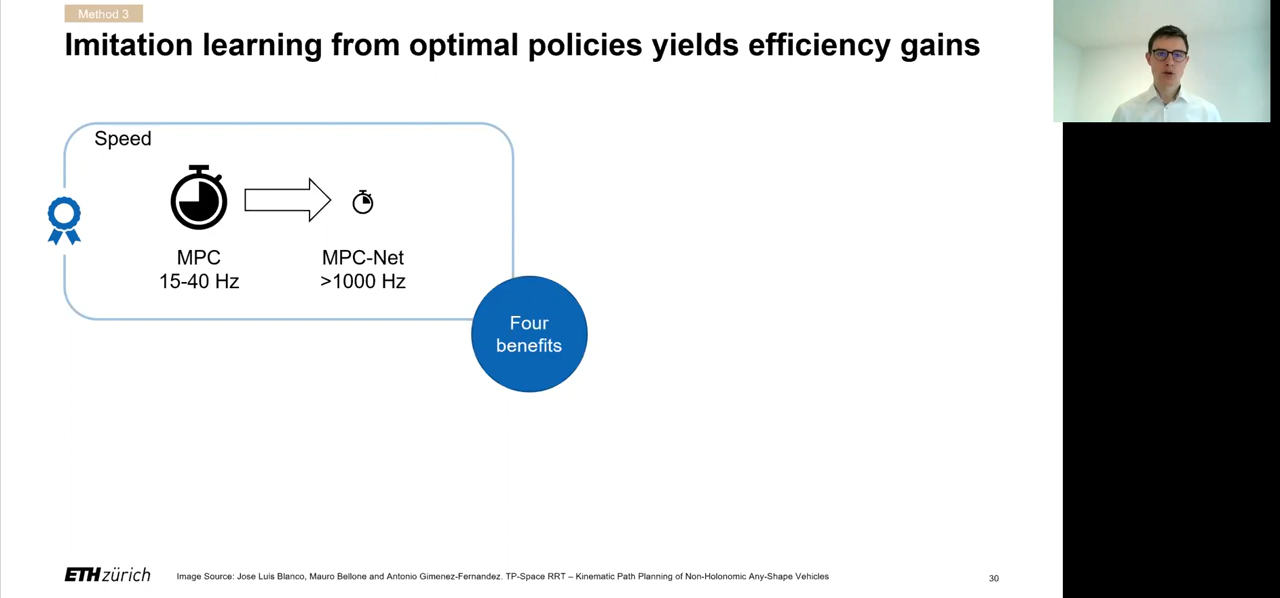 Method 3
Imitation learning from optimal policies yields efficiency gains
Speed
MPC
15-40 Hz
MPC-Net
>1000 Hz
Four
benefits
ETH zürich
Image Source: Jose Luis Blanco, Mauro Bellone and Antonio Gimenez-Fernandez. TP-Space RRT – Kinematic Path Planning of Non-Holonomic Any-Shape Vehicles
30